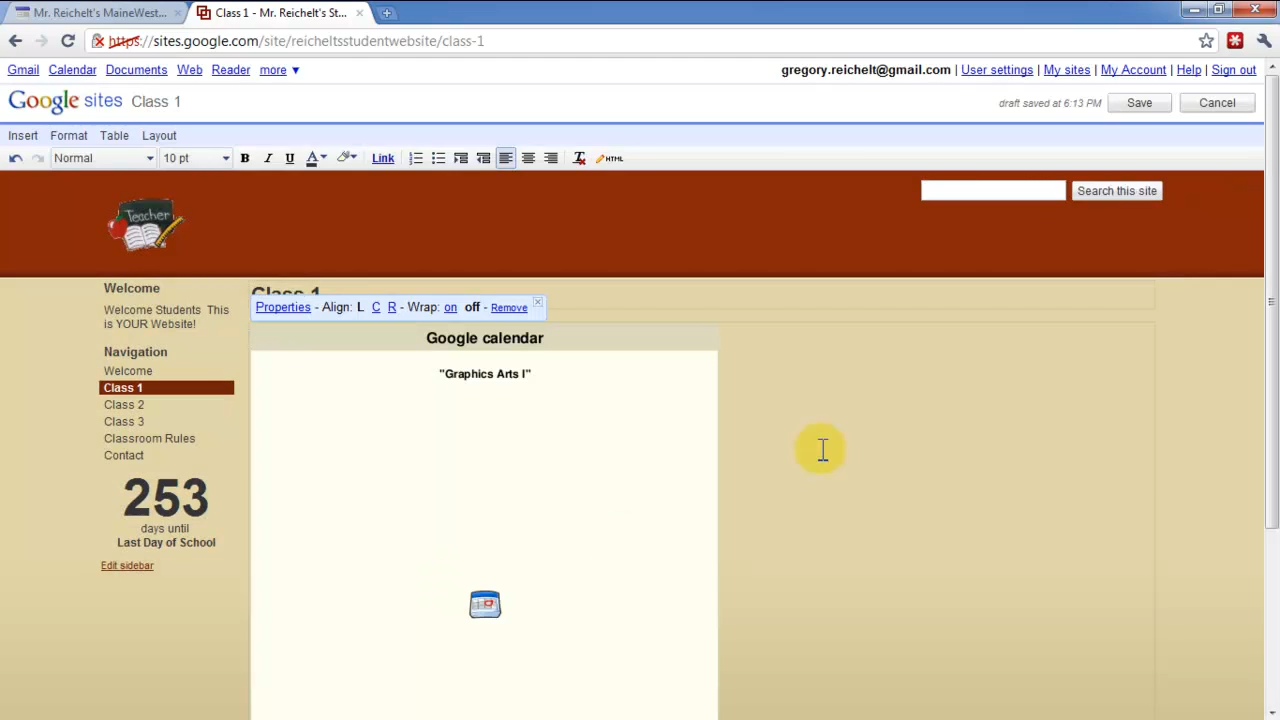 Mr. Reichelt's MaineWest...
Class 1 - Mr. Reichelt's St...
https://sites.google.com/site/reicheltsstudentwebsite/class-1
Gmail Calendar Documents Web Reader more ▼
gregory.reichelt@gmail.com | User settings | My sites | My Account | Help | Sign out
Google sites Class 1
draft saved at 6:13 PM Save Cancel
Insert Format Table Layout
Normal 10 pt B I U A Link HTML
Teacher
Search this site
Welcome
Welcome Students This
is YOUR Website!
Navigation
Welcome
Class 1
Class 2
Class 3
Classroom Rules
Contact
253
days until
Last Day of School
Edit sidebar
Class 1
Properties - Align: L C R - Wrap: on off - Remove
Google calendar
"Graphics Arts I"